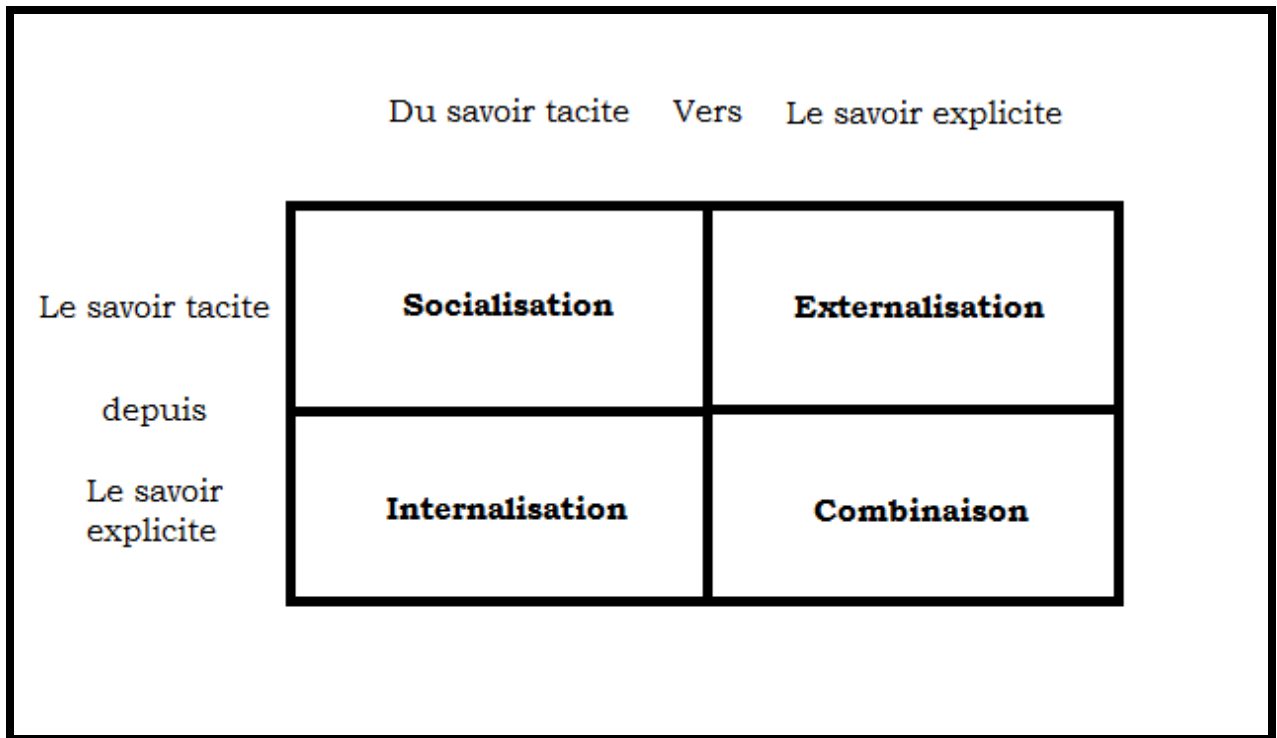 Du savoir tacite Vers Le savoir explicite
Le savoir tacite Socialisation Externalisation
depuis
Le savoir
explicite
Internalisation Combinaison